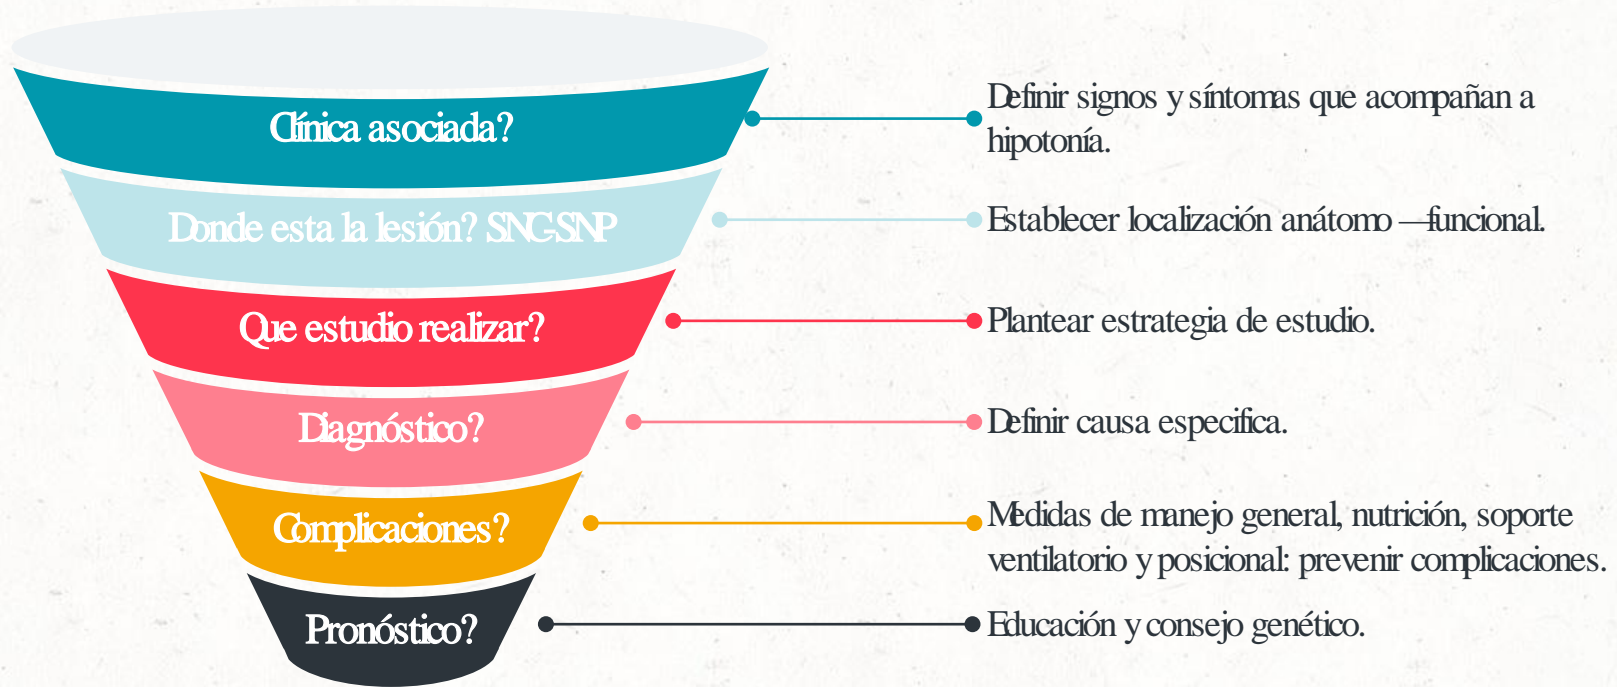 Clínica asociada?
Definir signos y síntomas que acompañan a
hipotonía.
Donde esta la lesión? SNC-SNP
Establecer localización anátomo – funcional.
Que estudio realizar?
Plantear estrategia de estudio.
Diagnóstico?
Definir causa especifica.
Complicaciones?
Medidas de manejo general, nutrición, soporte
ventilatorio y posicional: prevenir complicaciones.
Pronóstico?
Educación y consejo genético.